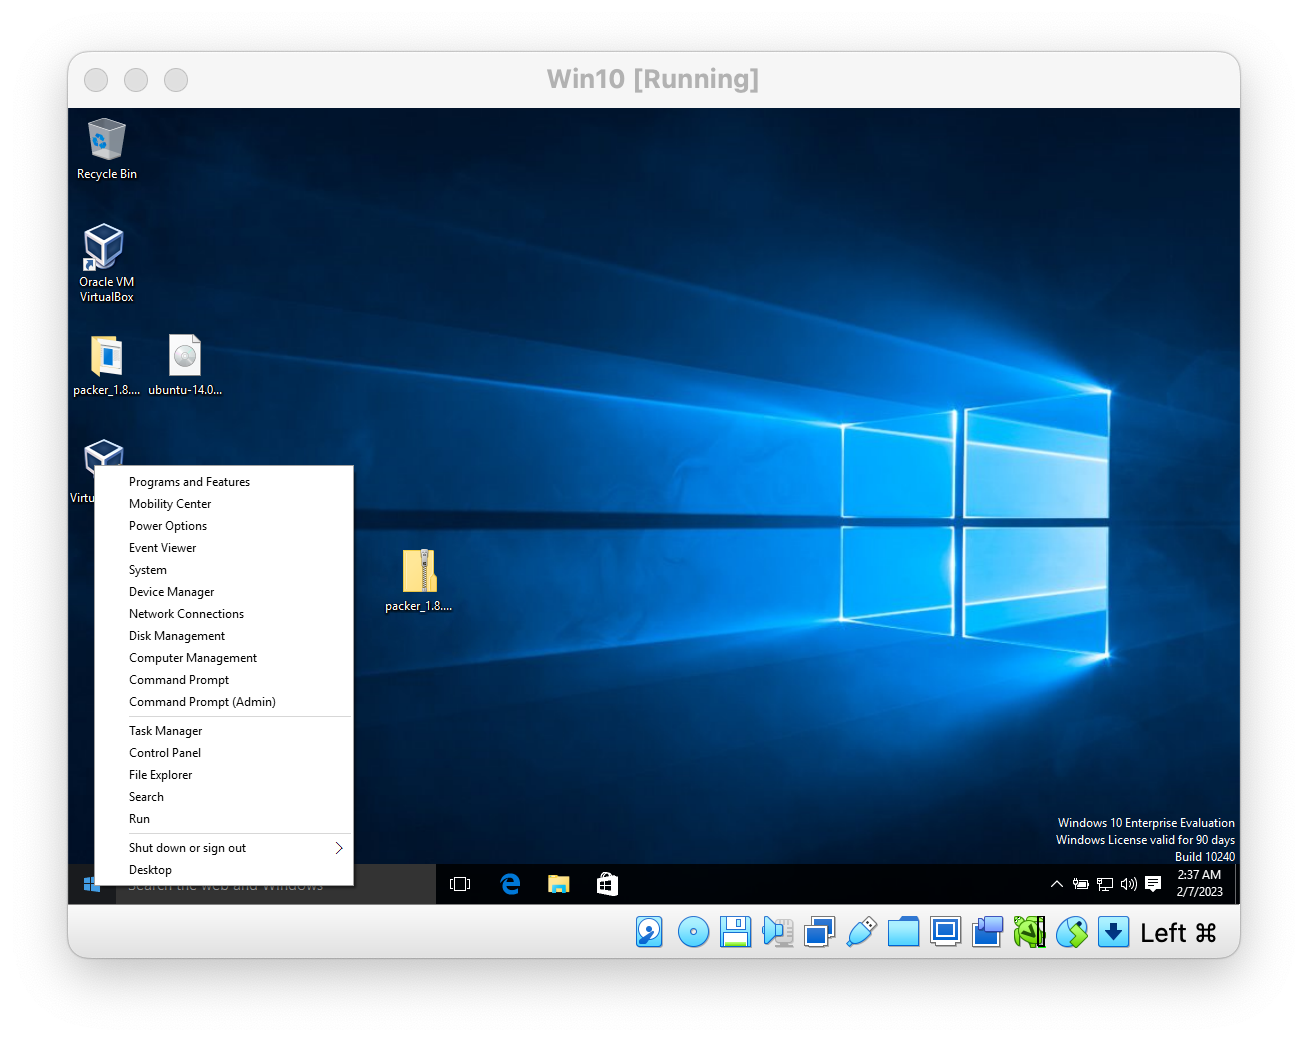 Win10 [Running]
Recycle Bin
Oracle VM
VirtualBox
packer_1.8....
ubuntu-14.0...
Virtu
Programs and Features
Mobility Center
Power Options
Event Viewer
System
Device Manager
Network Connections
Disk Management
Computer Management
Command Prompt
Command Prompt (Admin)
Task Manager
Control Panel
File Explorer
Search
Run
Shut down or sign out
Desktop
packer_1.8....
Windows 10 Enterprise Evaluation
Windows License valid for 90 days
Build 10240
Search the web and Windows
2:37 AM
2/7/2023
Left ⌘